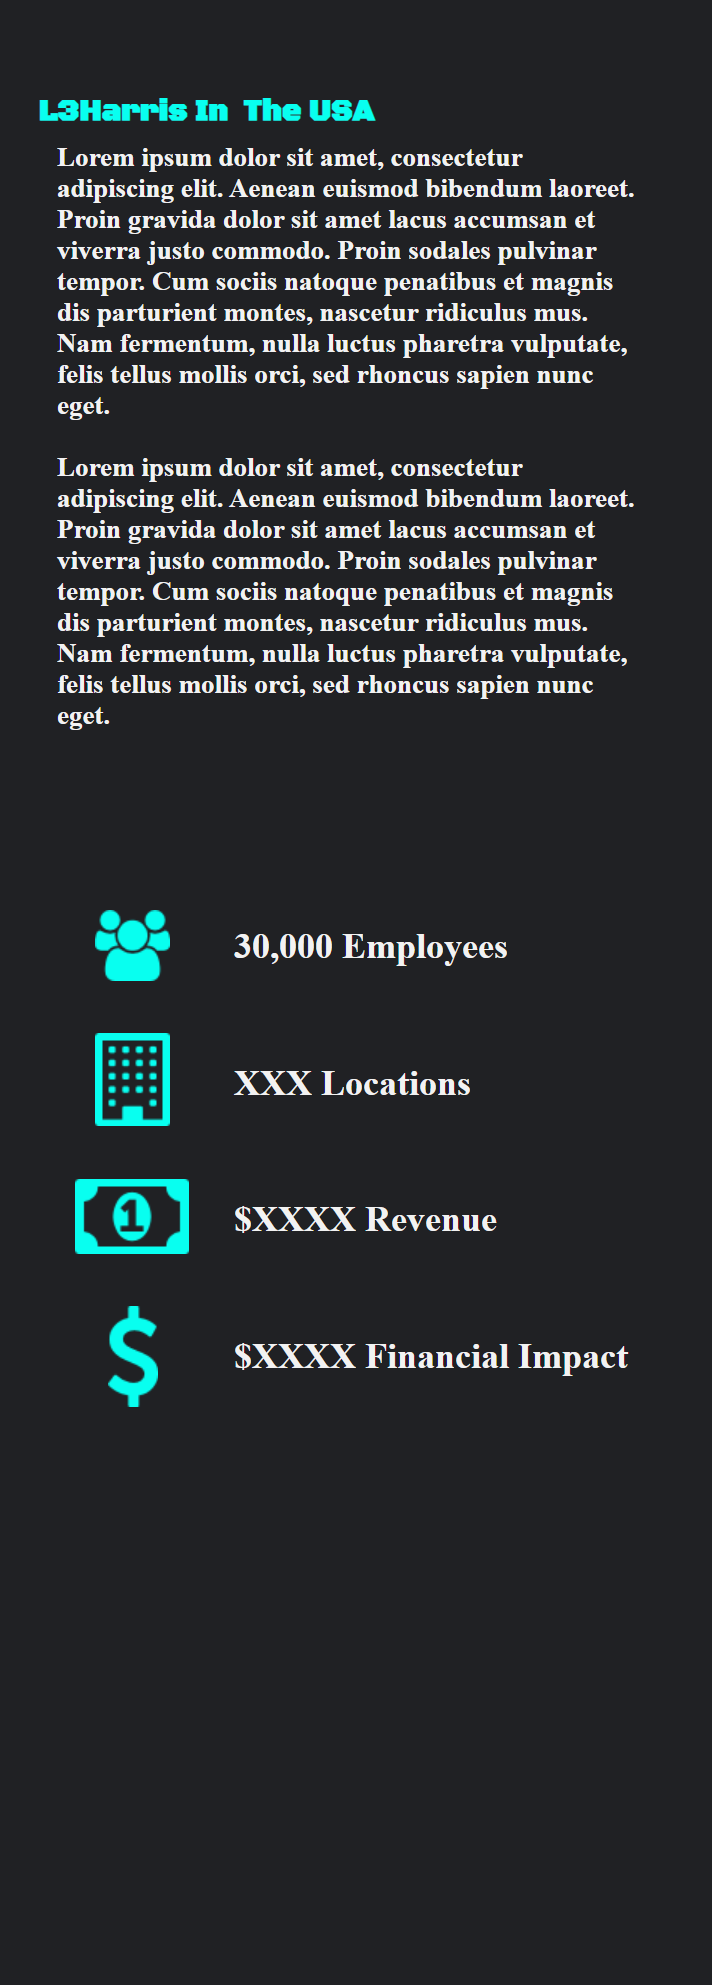 L3Harris In  The USA
Lorem ipsum dolor sit amet, consectetur
adipiscing elit. Aenean euismod bibendum laoreet.
Proin gravida dolor sit amet lacus accumsan et
viverra justo commodo. Proin sodales pulvinar
tempor. Cum sociis natoque penatibus et magnis
dis parturient montes, nascetur ridiculus mus.
Nam fermentum, nulla luctus pharetra vulputate,
felis tellus mollis orci, sed rhoncus sapien nunc
eget.
Lorem ipsum dolor sit amet, consectetur
adipiscing elit. Aenean euismod bibendum laoreet.
Proin gravida dolor sit amet lacus accumsan et
viverra justo commodo. Proin sodales pulvinar
tempor. Cum sociis natoque penatibus et magnis
dis parturient montes, nascetur ridiculus mus.
Nam fermentum, nulla luctus pharetra vulputate,
felis tellus mollis orci, sed rhoncus sapien nunc
eget.
30,000 Employees
XXX Locations
1
$XXXX Revenue
$
$XXXX Financial Impact